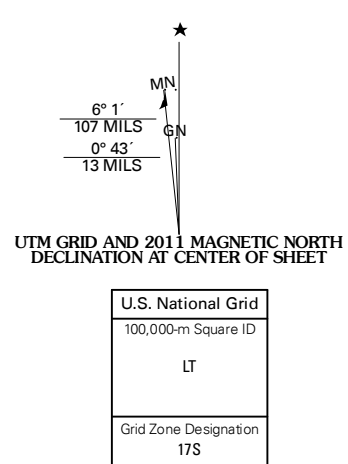 MN
6° 1´
107 MILS
GN
0° 43´
13 MILS
UTM GRID AND 2011 MAGNETIC NORTH
DECLINATION AT CENTER OF SHEET
U.S. National Grid
100,000-m Square ID
LT
Grid Zone Designation
17S